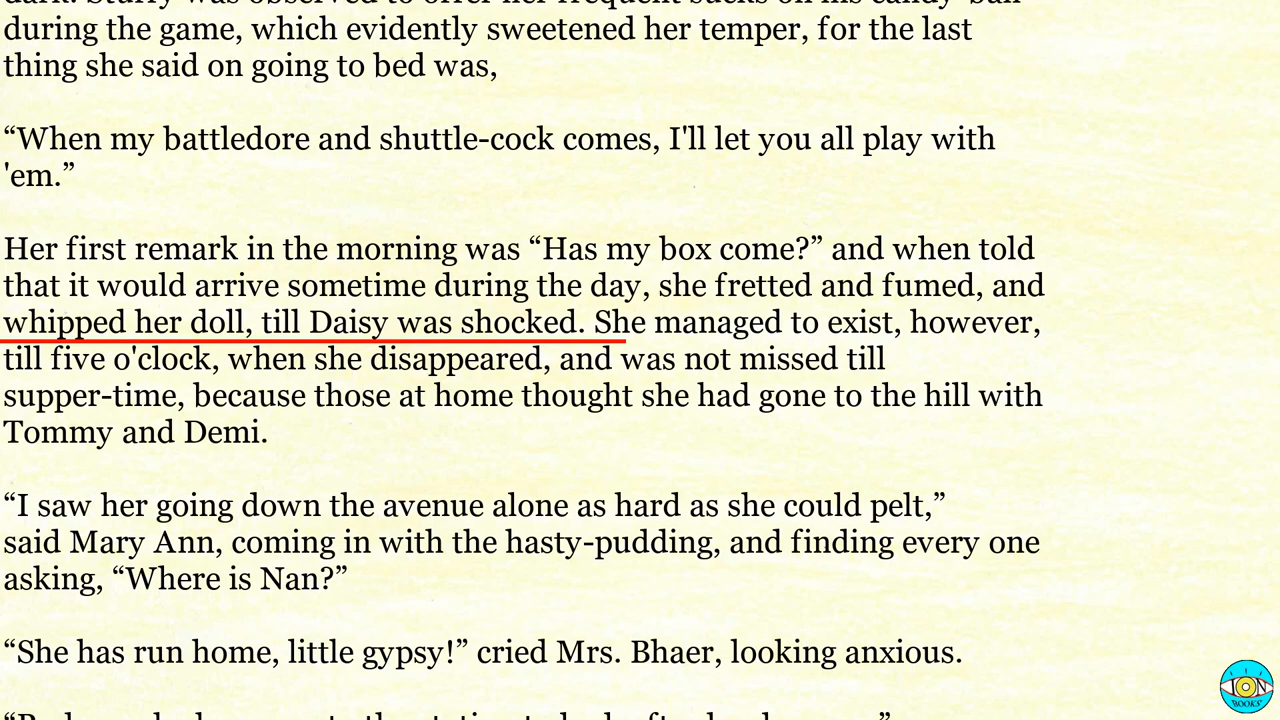 during the game, which evidently sweetened her temper, for the last
thing she said on going to bed was,
“When my battledore and shuttle-cock comes, I'll let you all play with
'em.”
Her first remark in the morning was “Has my box come?” and when told
that it would arrive sometime during the day, she fretted and fumed, and
whipped her doll, till Daisy was shocked. She managed to exist, however,
till five o'clock, when she disappeared, and was not missed till
supper-time, because those at home thought she had gone to the hill with
Tommy and Demi.
“I saw her going down the avenue alone as hard as she could pelt,”
said Mary Ann, coming in with the hasty-pudding, and finding every one
asking, “Where is Nan?”
“She has run home, little gypsy!” cried Mrs. Bhaer, looking anxious.
ION
BOOKS